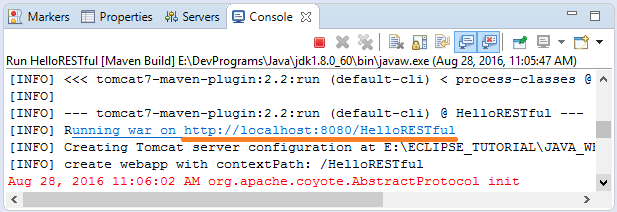 Markers Properties Servers Console
Run HelloRESTful [Maven Build] E:\DevPrograms\Java\jdk1.8.0_60\bin\javaw.exe (Aug 28, 2016, 11:05:47 AM)
[INFO] <<< tomcat7-maven-plugin:2.2:run (default-cli) < process-classes @
[INFO]
[INFO] --- tomcat7-maven-plugin:2.2:run (default-cli) @ HelloRESTful ---
[INFO] Running war on http://localhost:8080/HelloRESTful
[INFO] Creating Tomcat server configuration at E:\ECLIPSE_TUTORIAL\JAVA_WE
[INFO] create webapp with contextPath: /HelloRESTful
Aug 28, 2016 11:06:02 AM org.apache.coyote.AbstractProtocol init